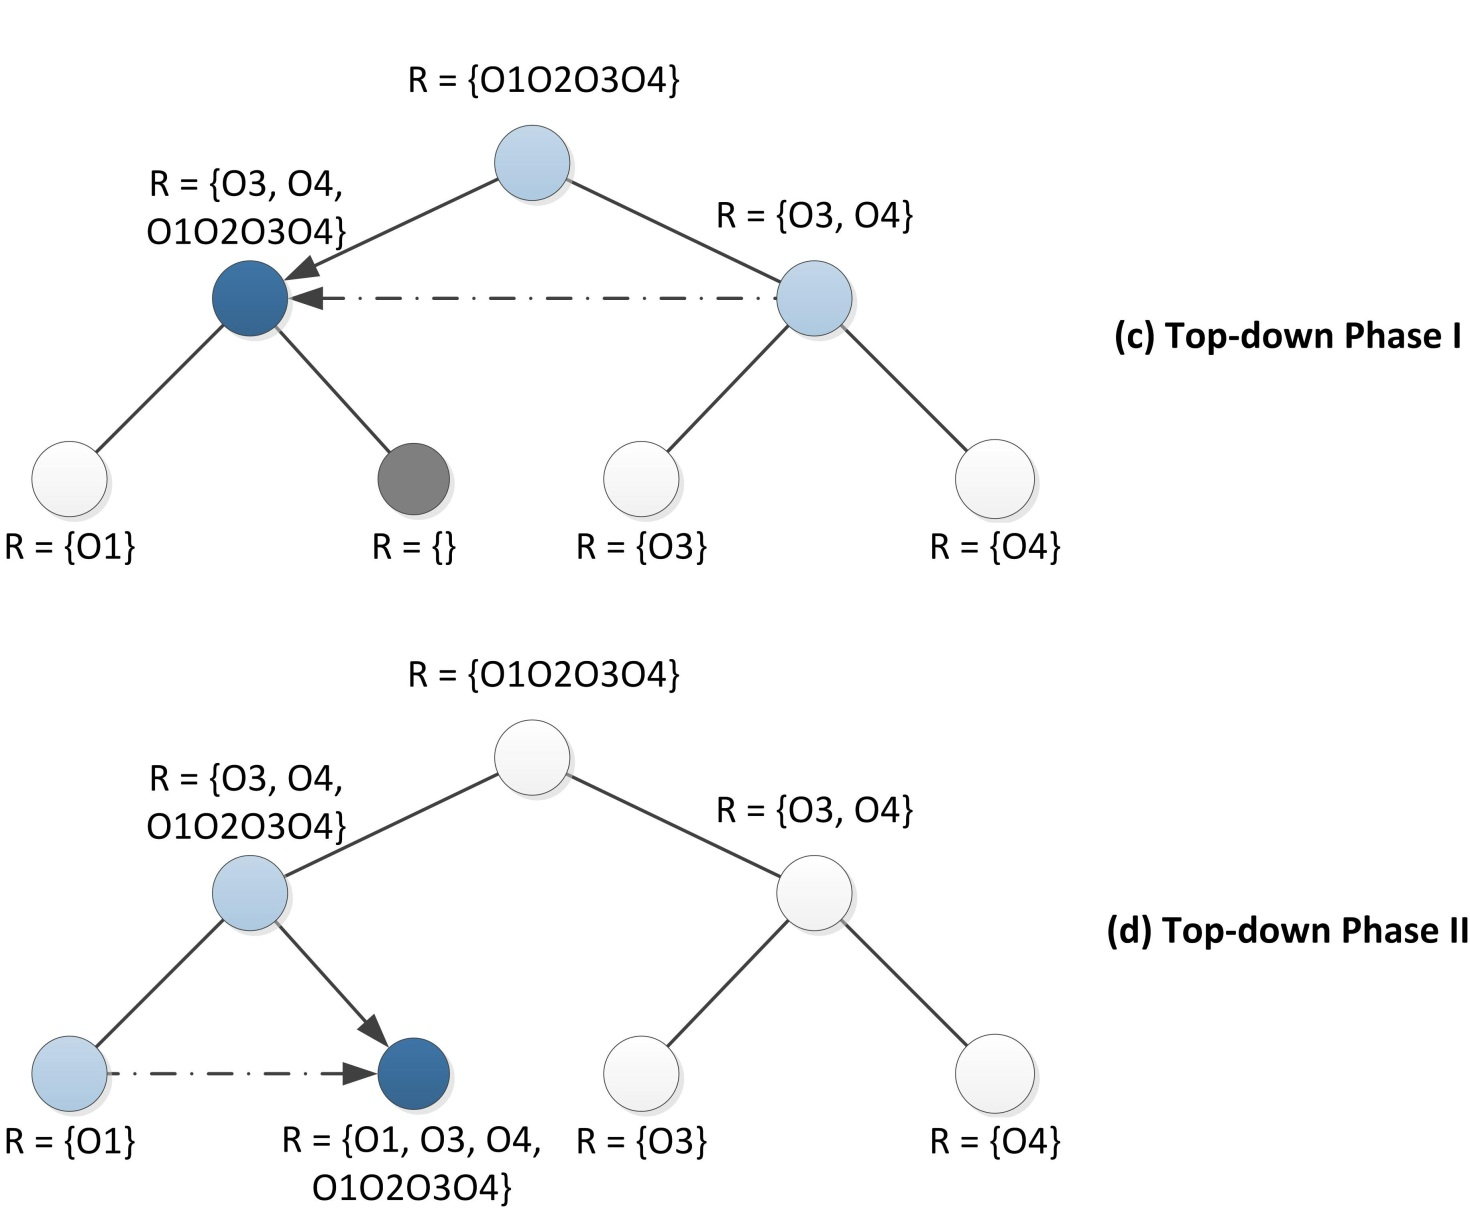 R = {O1O2O3O4}
R = {O3, O4,
O1O2O3O4}
R = {O3, O4}
(c) Top-down Phase I
R = {O1}
R = {}
R = {O3}
R = {O4}
R = {O1O2O3O4}
R = {O3, O4,
O1O2O3O4}
R = {O3, O4}
(d) Top-down Phase II
R = {O1}
R = {O1, O3, O4,
O1O2O3O4}
R = {O3}
R = {O4}